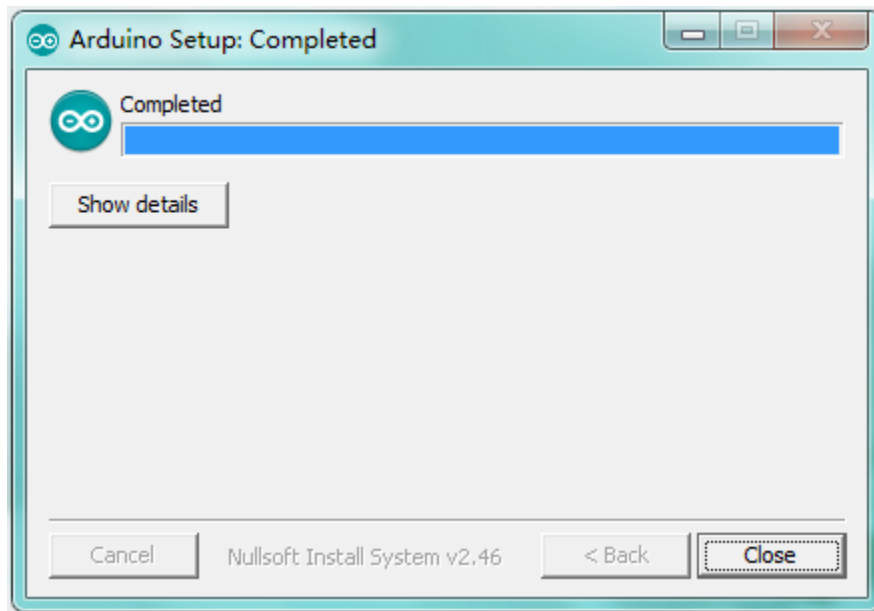 Arduino Setup: Completed
Completed
Show details
Cancel Nullsoft Install System v2.46 < Back Close